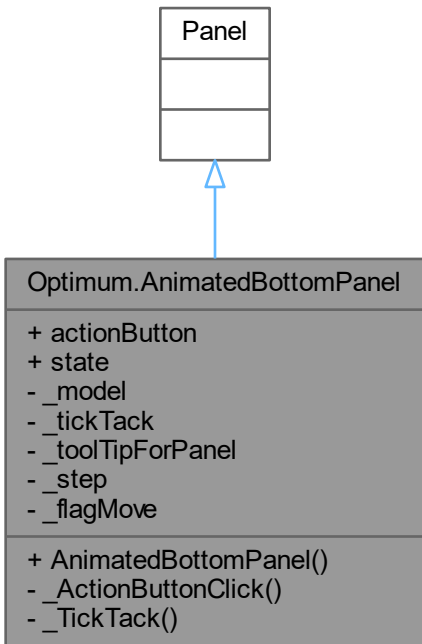 Panel
Optimum.AnimatedBottomPanel
+ actionButton
+ state
- _model
- _tickTack
- _toolTipForPanel
- _step
- _flagMove
+ AnimatedBottomPanel()
- _ActionButtonClick()
- _TickTack()